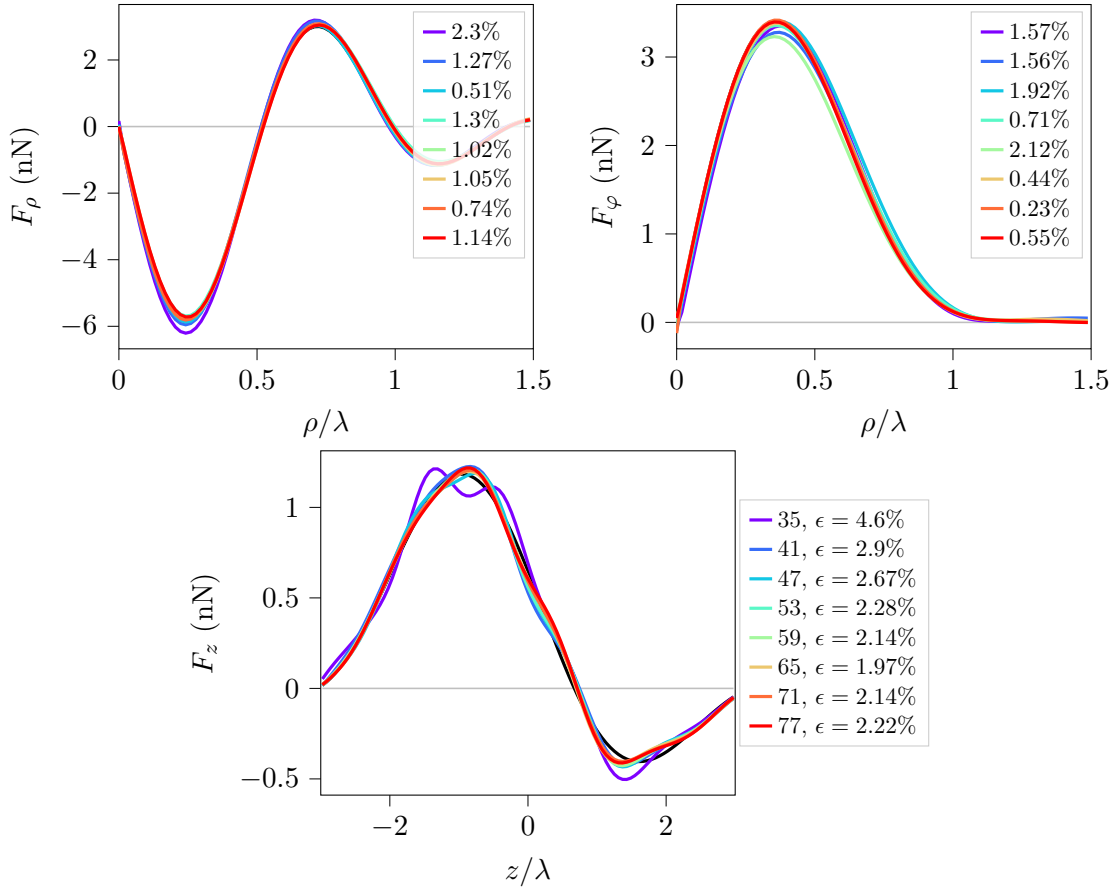 2
0
−2
−4
−6
F_ρ (nN)
0
0.5
1
1.5
ρ/λ
2.3%
1.27%
0.51%
1.3%
1.02%
1.05%
0.74%
1.14%
3
2
1
0
F_φ (nN)
0
0.5
1
1.5
ρ/λ
1.57%
1.56%
1.92%
0.71%
2.12%
0.44%
0.23%
0.55%
1
0.5
0
−0.5
F_z (nN)
−2
0
2
z/λ
35, ϵ = 4.6%
41, ϵ = 2.9%
47, ϵ = 2.67%
53, ϵ = 2.28%
59, ϵ = 2.14%
65, ϵ = 1.97%
71, ϵ = 2.14%
77, ϵ = 2.22%